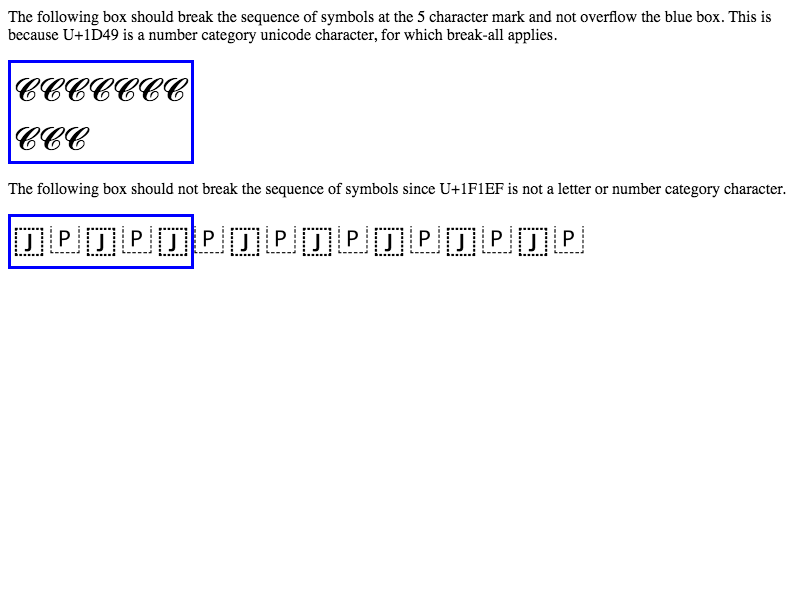 The following box should break the sequence of symbols at the 5 character mark and not overflow the blue box. This is
because U+1D49 is a number category unicode character, for which break-all applies.
𝒞𝒞𝒞𝒞𝒞𝒞𝒞
𝒞𝒞𝒞
The following box should not break the sequence of symbols since U+1F1EF is not a letter or number category character.
🇯🇵🇯🇵🇯🇵🇯🇵🇯🇵🇯🇵🇯🇵🇯🇵